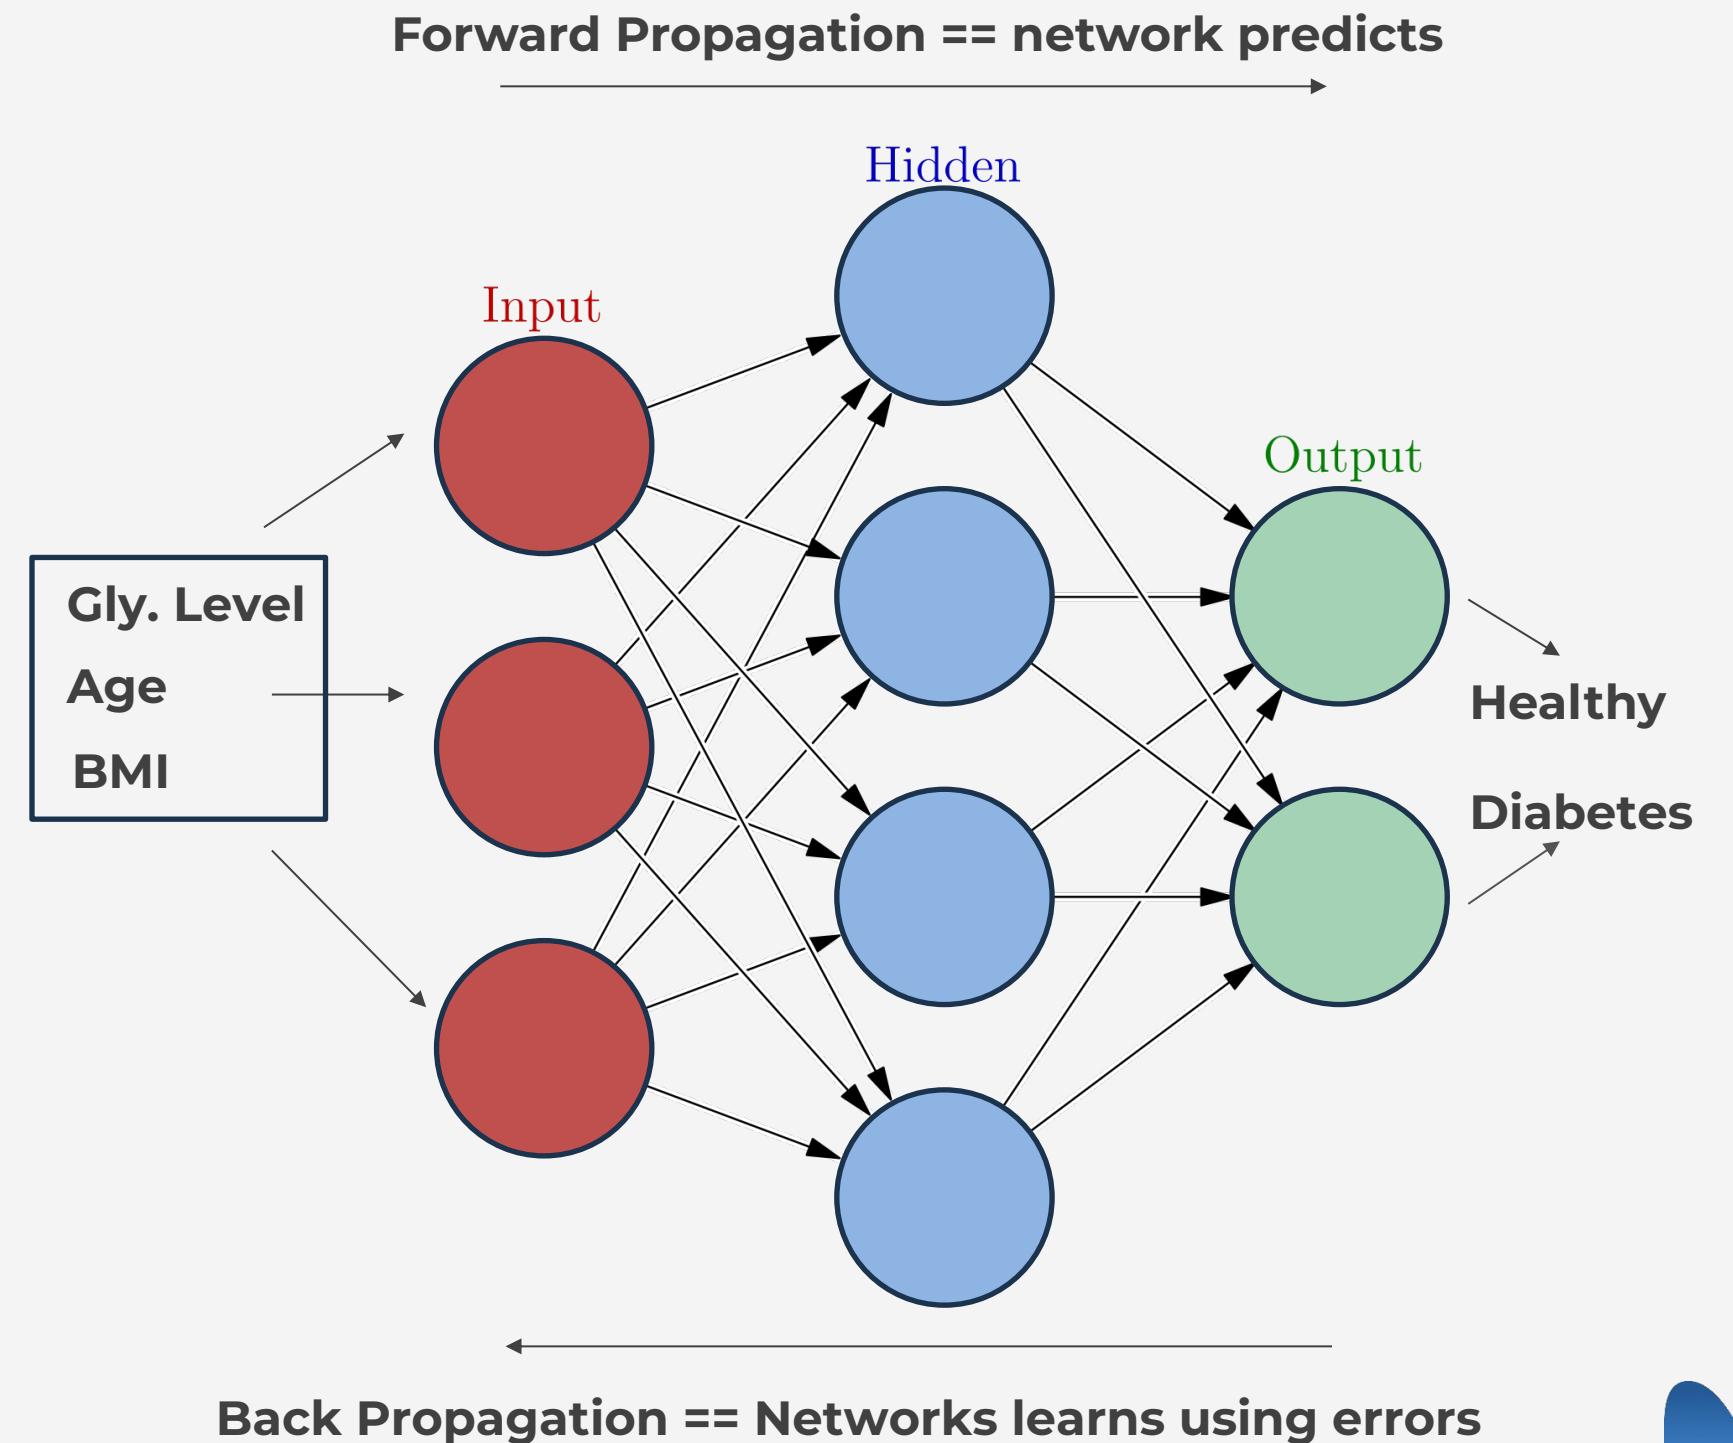 Forward Propagation == network predicts
Hidden
Input
Output
Gly. Level
Age
BMI
Healthy
Diabetes
Back Propagation == Networks learns using errors